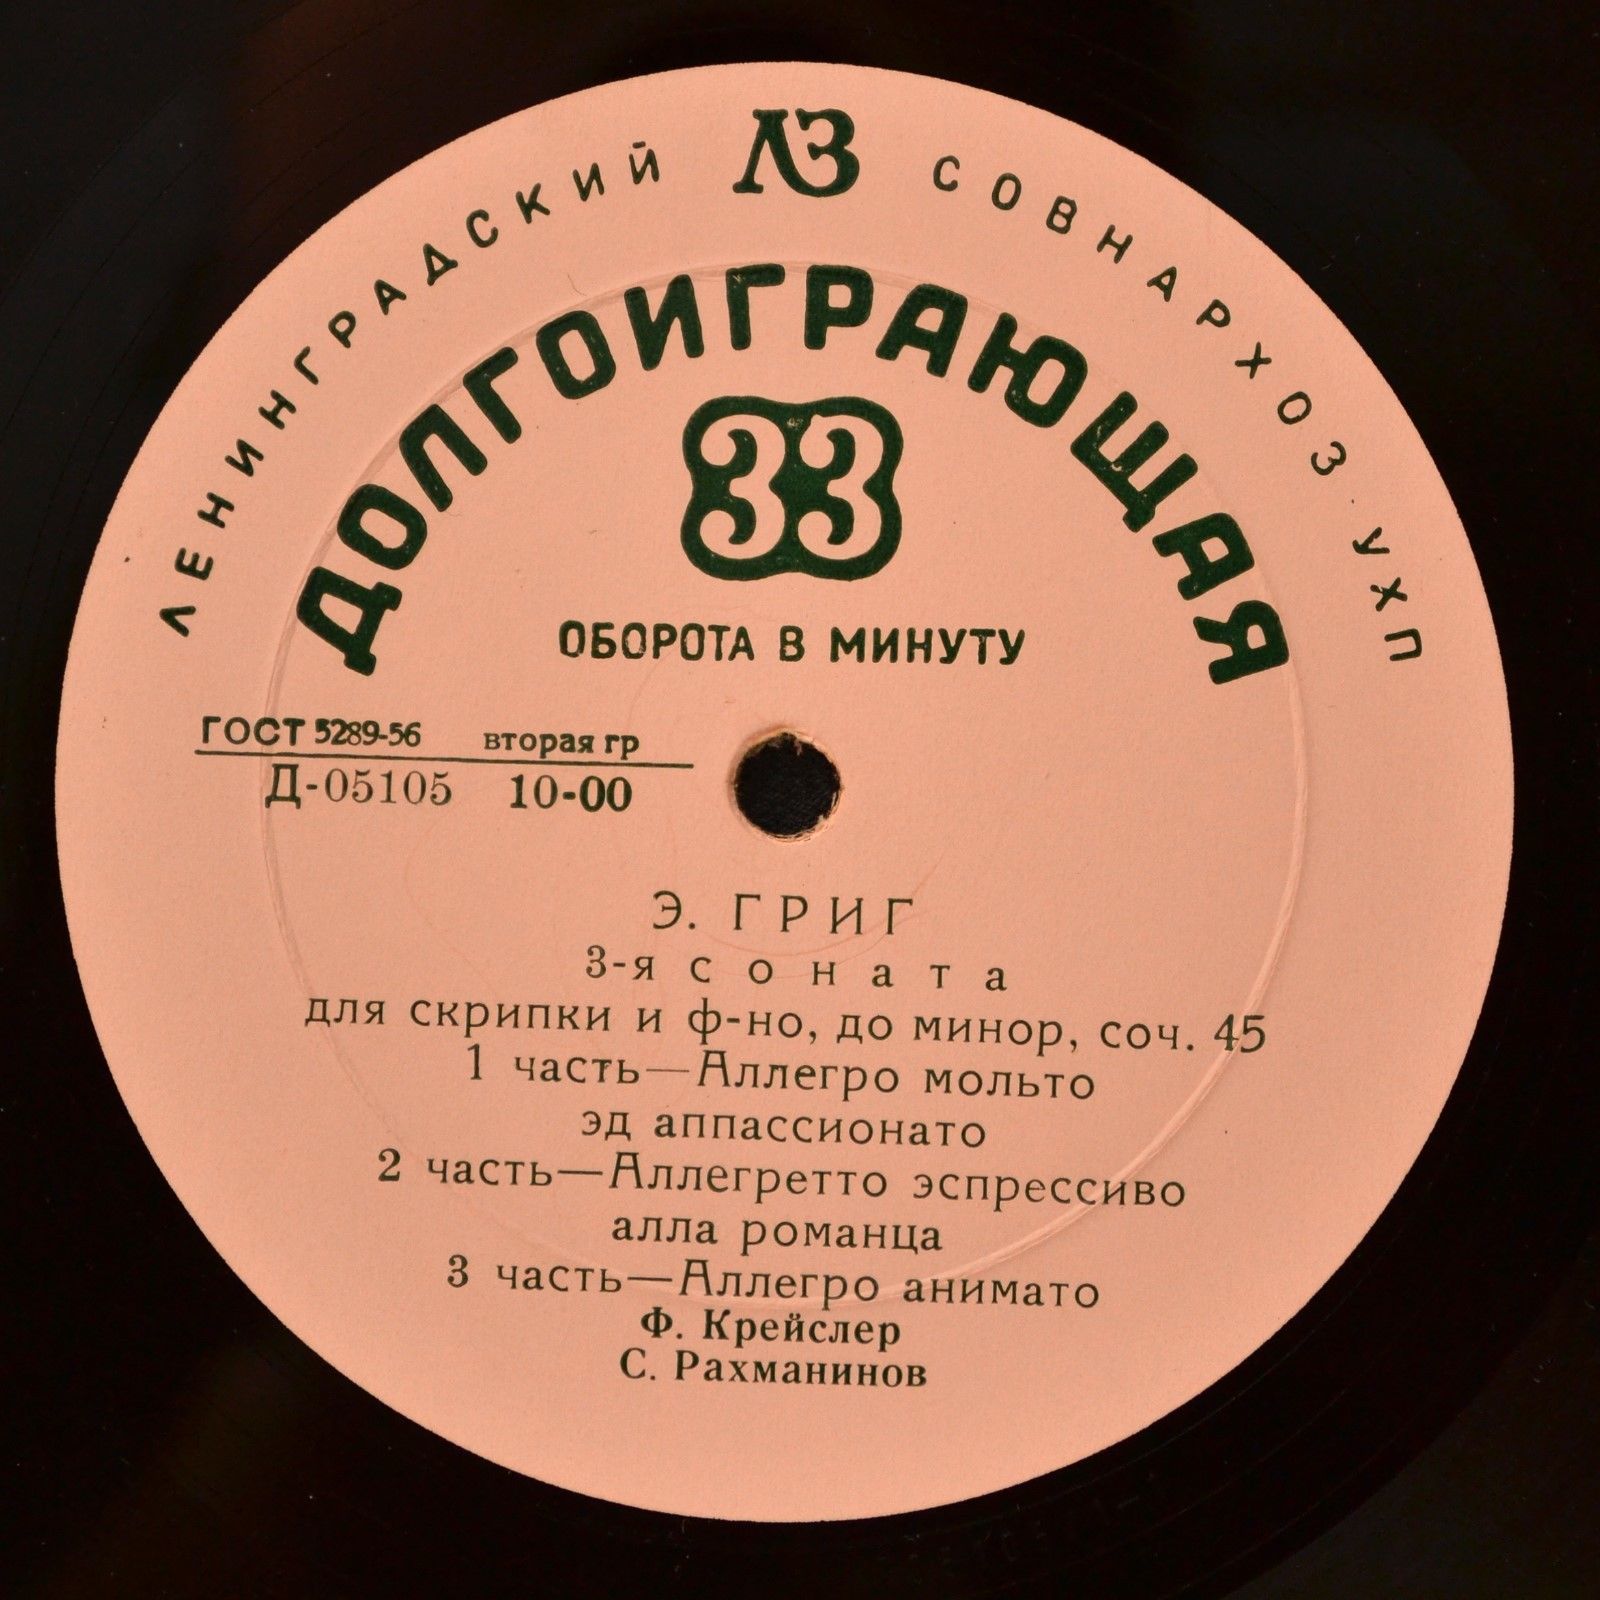 ЛЕНИНГРАДСКИЙ ЛЗ СОВНАРХОЗ·УХП
ДОЛГОИГРАЮЩАЯ
33
ОБОРОТА В МИНУТУ
ГОСТ 5289-56 вторая гр
Д-05105 10-00
Э. ГРИГ
3-я соната
для скрипки и ф-но, до минор, соч. 45
1 часть—Аллегро мольто
эд аппассионато
2 часть—Аллегретто эспрессиво
алла романца
3 часть—Аллегро анимато
Ф. Крейслер
С. Рахманинов